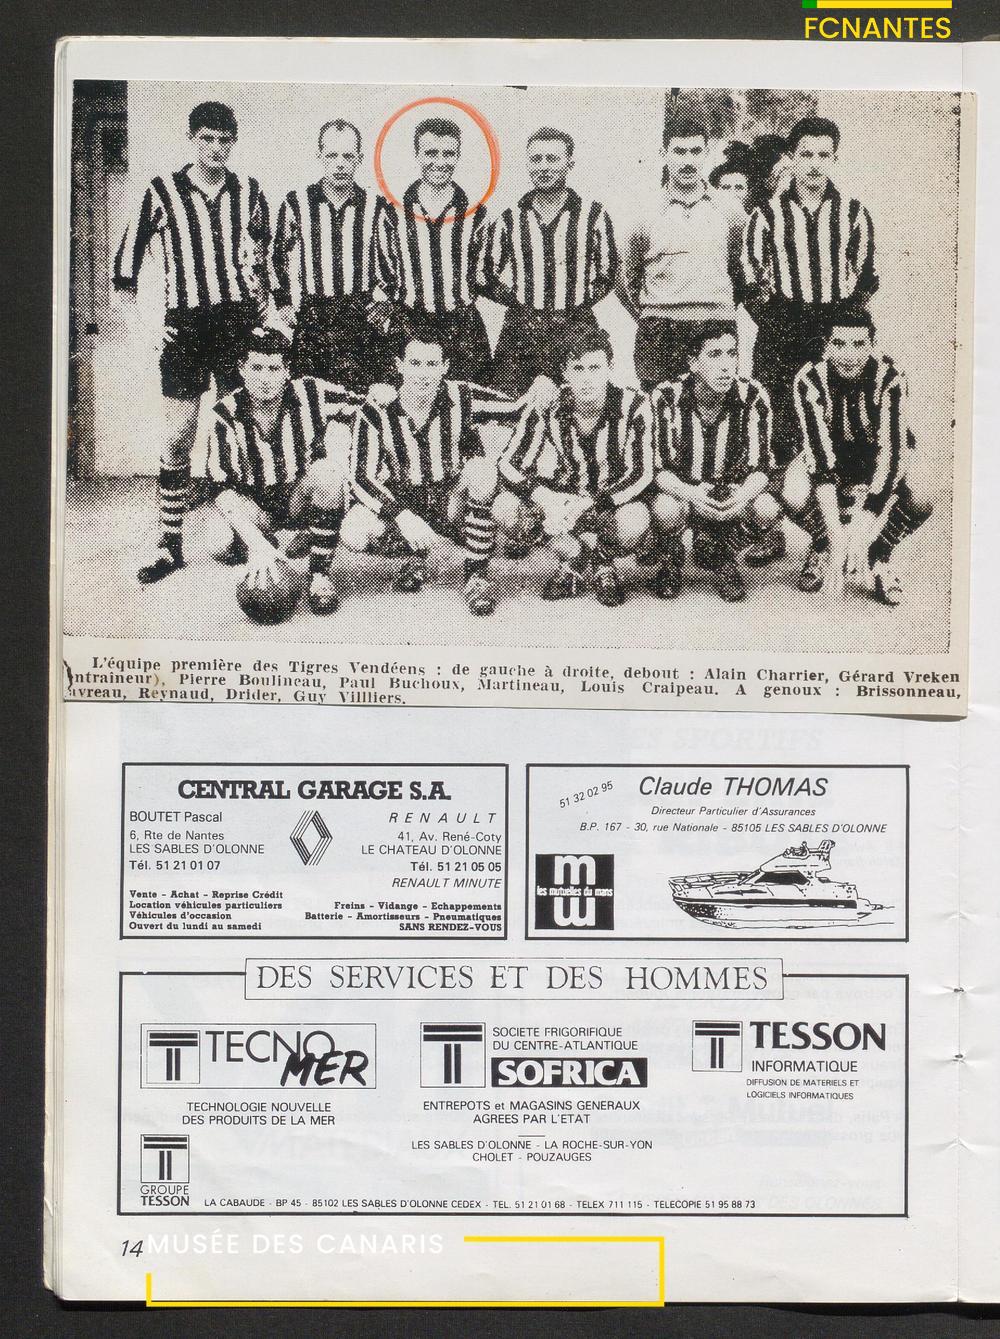 FCNANTES
L'équipe première des Tigres Vendéens : de gauche à droite, debout : Alain Charrier, Gérard Vreken
ntraineur), Pierre Boulineau, Paul Buchoux, Martineau, Louis Craipeau. A genoux : Brissonneau,
avreau, Reynaud, Drider, Guy Villliers.
CENTRAL GARAGE S.A.
BOUTET Pascal
6, Rte de Nantes
LES SABLES D'OLONNE
Tél. 51 21 01 07
RENAULT
41, Av. René-Coty
LE CHATEAU D'OLONNE
Tél. 51 21 05 05
RENAULT MINUTE
Vente - Achat - Reprise Crédit
Location véhicules particuliers
Véhicules d'occasion
Ouvert du lundi au samedi
Freins - Vidange - Echappements
Batterie - Amortisseurs - Pneumatiques
SANS RENDEZ-VOUS
51 32 02 95
Claude THOMAS
Directeur Particulier d'Assurances
B.P. 167 - 30, rue Nationale - 85105 LES SABLES D'OLONNE
m
les mutuelles du mans
DES SERVICES ET DES HOMMES
TECNO
MER
TECHNOLOGIE NOUVELLE
DES PRODUITS DE LA MER
SOCIETE FRIGORIFIQUE
DU CENTRE-ATLANTIQUE
SOFRICA
ENTREPOTS et MAGASINS GENERAUX
AGREES PAR L'ETAT
LES SABLES D'OLONNE - LA ROCHE-SUR-YON
CHOLET - POUZAUGES
TESSON
INFORMATIQUE
DIFFUSION DE MATERIELS ET
LOGICIELS INFORMATIQUES
GROUPE
TESSON
LA CABAUDE - BP 45 - 85102 LES SABLES D'OLONNE CEDEX - TEL. 51 21 01 68 - TELEX 711 115 - TELECOPIE 51 95 88 73
14
MUSÉE DES CANARIS